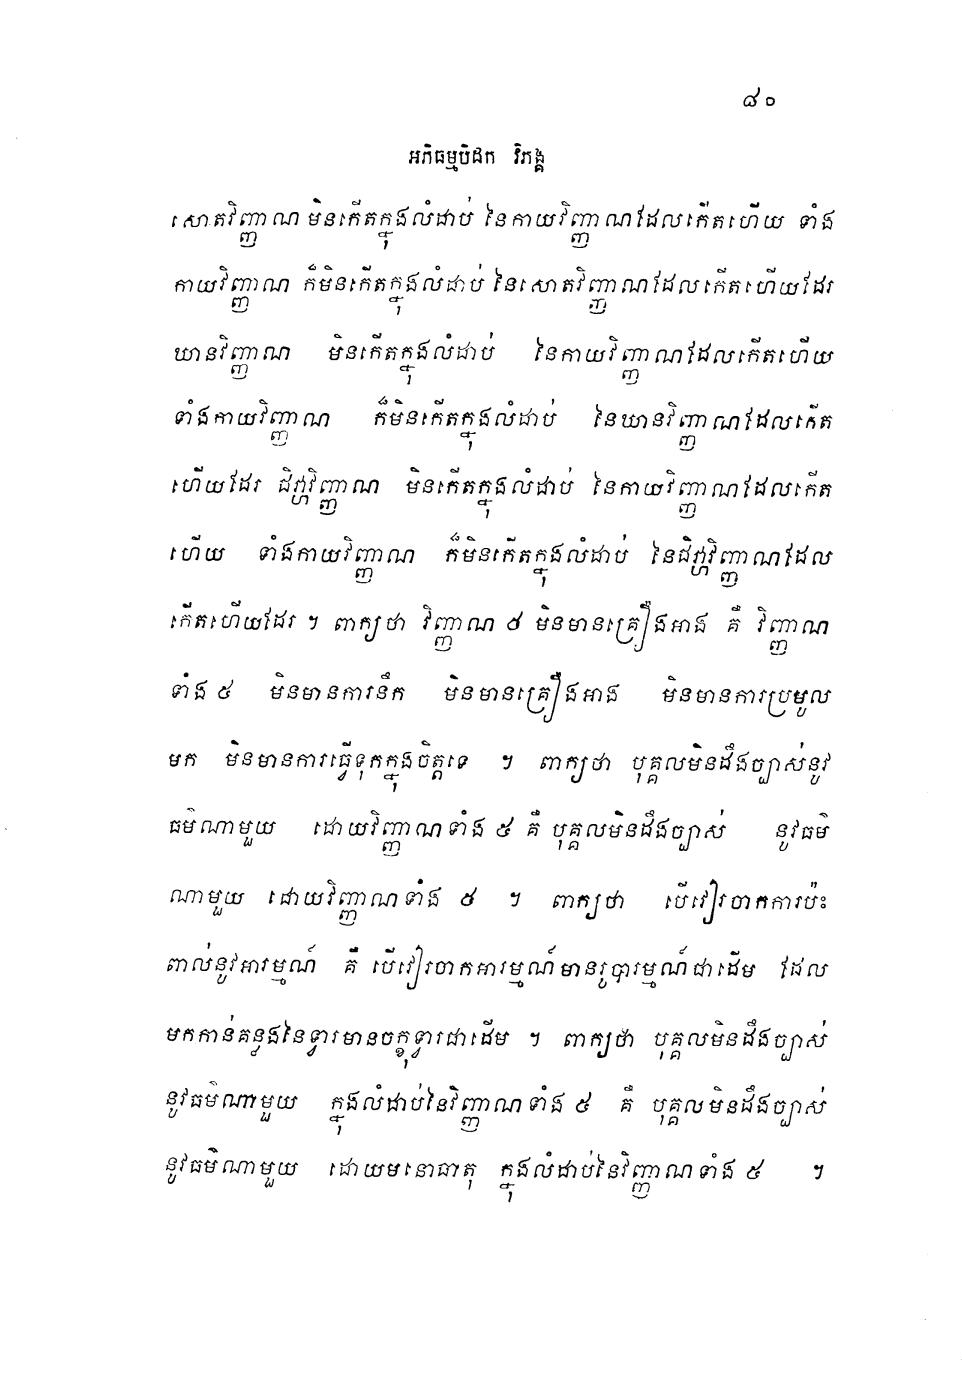 ៨០
អភិធម្មបិដក វិភង្គ
សោតវិញ្ញាណ មិនកើតក្នុងលំដាប់ នៃកាយវិញ្ញាណដែលកើតហើយ ទាំង
កាយវិញ្ញាណ ក៏មិនកើតក្នុងលំដាប់ នៃសោតវិញ្ញាណដែលកើតហើយដែរ
ឃានវិញ្ញាណ មិនកើតក្នុងលំដាប់ នៃកាយវិញ្ញាណដែលកើតហើយ
ទាំងកាយវិញ្ញាណ ក៏មិនកើតក្នុងលំដាប់ នៃឃានវិញ្ញាណដែលកើត
ហើយដែរ ជិវ្ហាវិញ្ញាណ មិនកើតក្នុងលំដាប់ នៃកាយវិញ្ញាណដែលកើត
ហើយ ទាំងកាយវិញ្ញាណ ក៏មិនកើតក្នុងលំដាប់ នៃជិវ្ហាវិញ្ញាណដែល
កើតហើយដែរ ។ ពាក្យថា វិញ្ញាណ ៥ មិនមានគ្រឿងអាង គឺ វិញ្ញាណ
ទាំង ៥ មិនមានការនឹក មិនមានគ្រឿងអាង មិនមានការប្រមូល
មក មិនមានការធ្វើទុកក្នុងចិត្តទេ ។ ពាក្យថា បុគ្គលមិនដឹងច្បាស់នូវ
ធម៌ណាមួយ ដោយវិញ្ញាណទាំង ៥ គឺ បុគ្គលមិនដឹងច្បាស់ នូវធម៌
ណាមួយ ដោយវិញ្ញាណទាំង ៥ ។ ពាក្យថា បើវៀរចាកការប៉ះ
ពាល់នូវអារម្មណ៍ គឺ បើវៀរចាកអារម្មណ៍មានរូបារម្មណ៍ជាដើម ដែល
មកកាន់គន្លងនៃទ្វារមានចក្ខុទ្វារជាដើម ។ ពាក្យថា បុគ្គលមិនដឹងច្បាស់
នូវធម៌ណាមួយ ក្នុងលំដាប់នៃវិញ្ញាណទាំង ៥ គឺ បុគ្គលមិនដឹងច្បាស់
នូវធម៌ណាមួយ ដោយមនោធាតុ ក្នុងលំដាប់នៃវិញ្ញាណទាំង ៥ ។